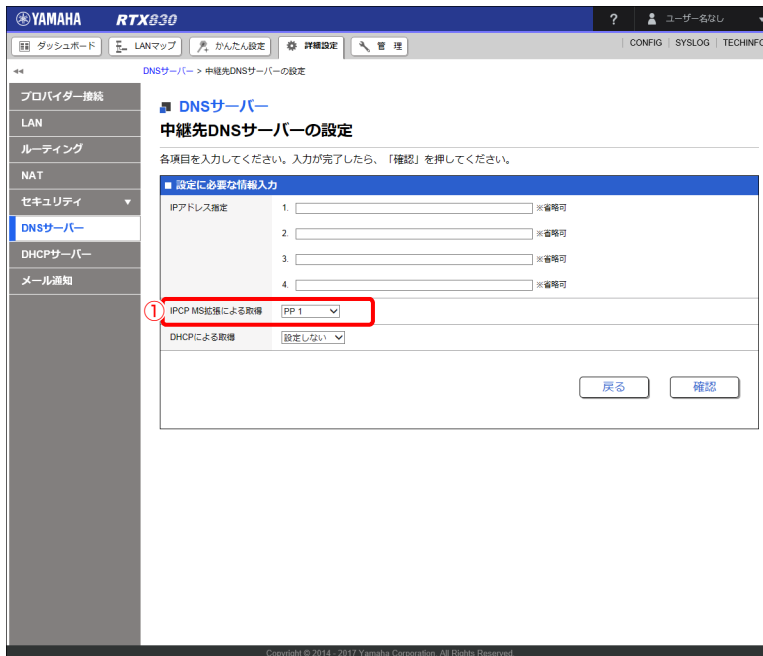 YAMAHA RTX830 ? ユーザー名なし
ダッシュボード LANマップ かんたん設定 詳細設定 管 理 CONFIG SYSLOG TECHINFO
DNSサーバー > 中継先DNSサーバーの設定
プロバイダー接続
LAN
ルーティング
NAT
セキュリティ
DNSサーバー
DHCPサーバー
メール通知
DNSサーバー
中継先DNSサーバーの設定
各項目を入力してください。入力が完了したら、「確認」を押してください。
設定に必要な情報入力
IPアドレス指定 1. ※省略可
2. ※省略可
3. ※省略可
4. ※省略可
① IPCP MS拡張による取得 PP 1
DHCPによる取得 設定しない
戻る 確認
Copyright © 2014 - 2017 Yamaha Corporation. All Rights Reserved.